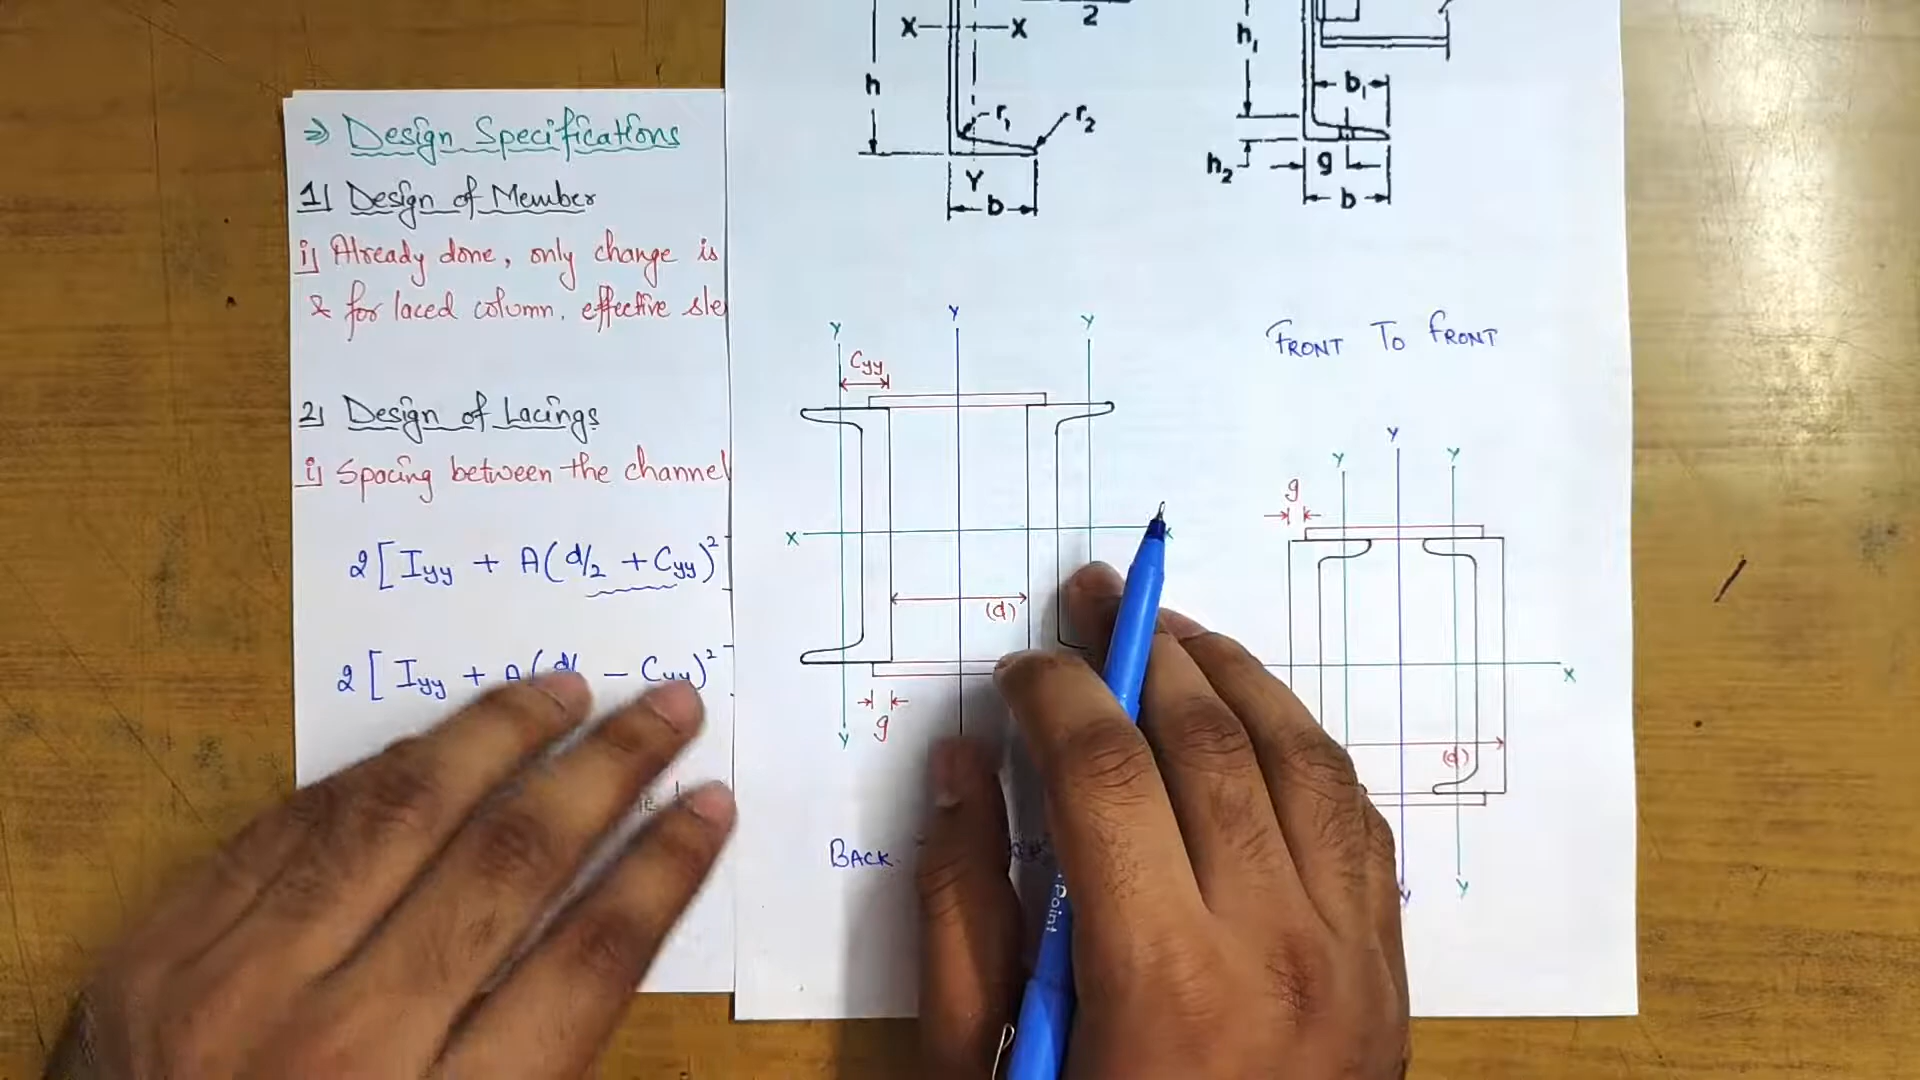 ⇒ Design Specifications
1) Design of Member
i) Already done, only change is
& for laced column, effective sle
2) Design of Lacings
i) Spacing between the channel
2 [ Iyy + A (d/2 + Cyy)²
2 [ Iyy + A (d/ - Cyy)²
2
X X
h
r₁ r₂
Y
b
h₁
b₁
h₂ g
b
Y Y Y
Cyy
X X
(d)
g
Y
BACK
FRONT TO FRONT
Y Y Y
g
X
(d)
Y Y
Point